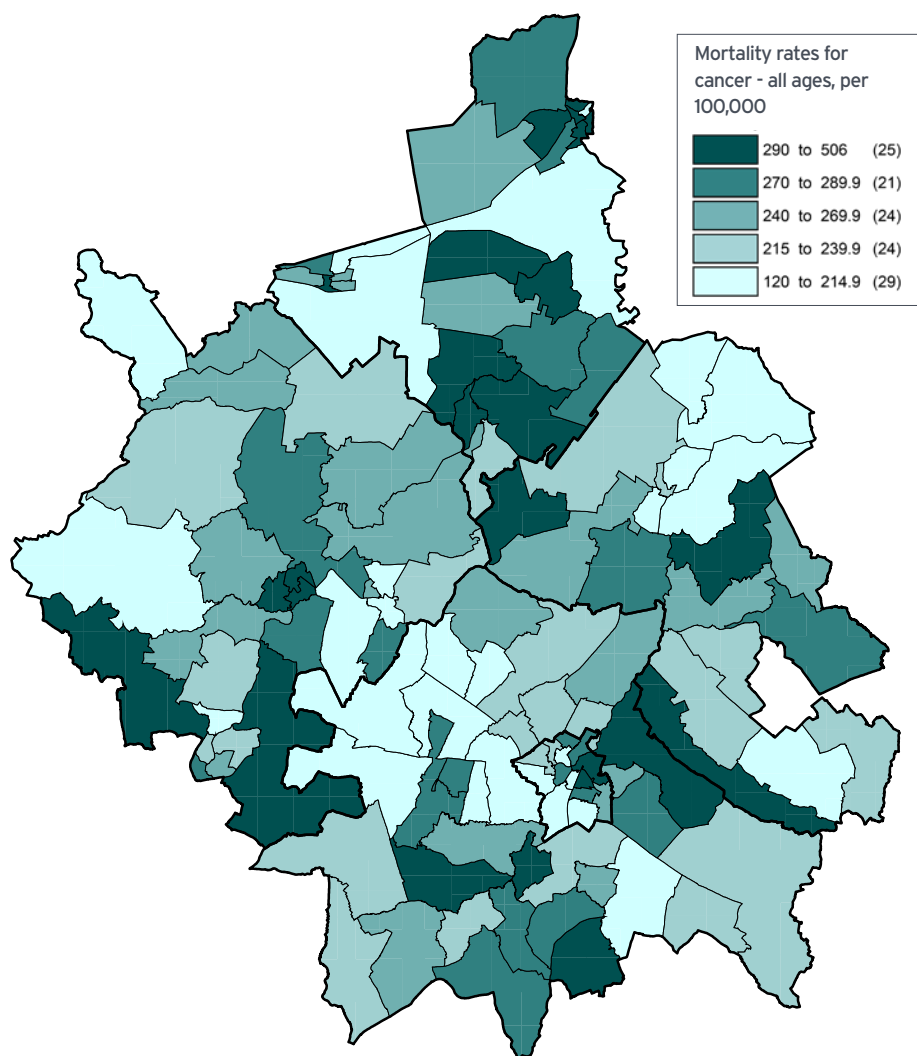 Mortality rates for
cancer - all ages, per
100,000
290 to 506 (25)
270 to 289.9 (21)
240 to 269.9 (24)
215 to 239.9 (24)
120 to 214.9 (29)